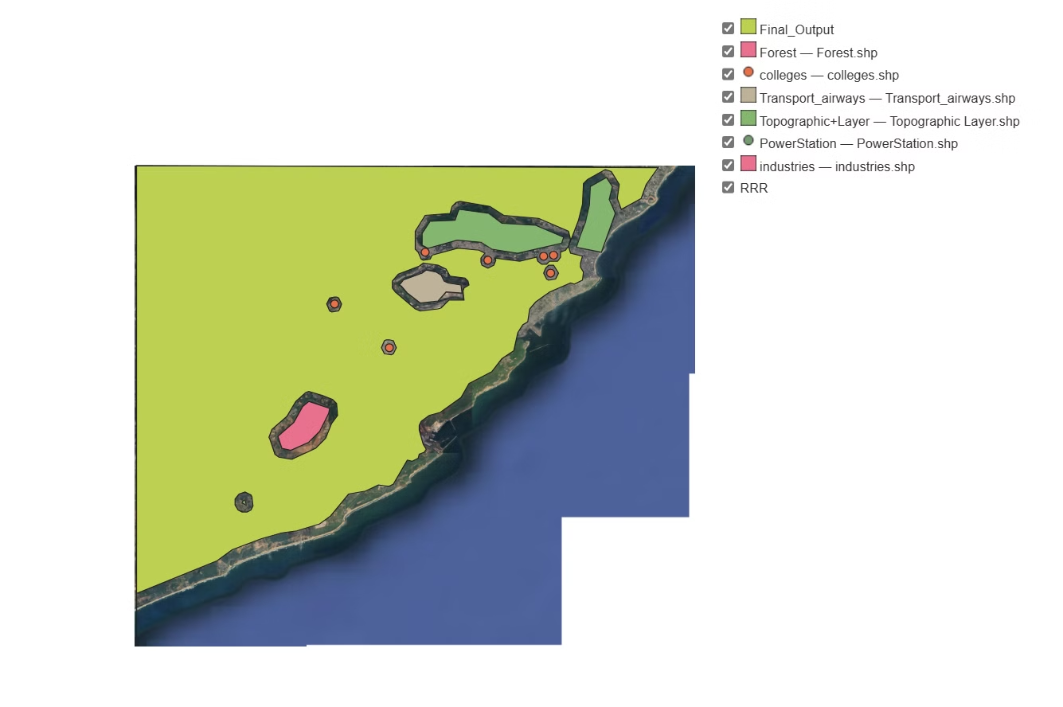 Final_Output
Forest — Forest.shp
colleges — colleges.shp
Transport_airways — Transport_airways.shp
Topographic+Layer — Topographic Layer.shp
PowerStation — PowerStation.shp
industries — industries.shp
RRR